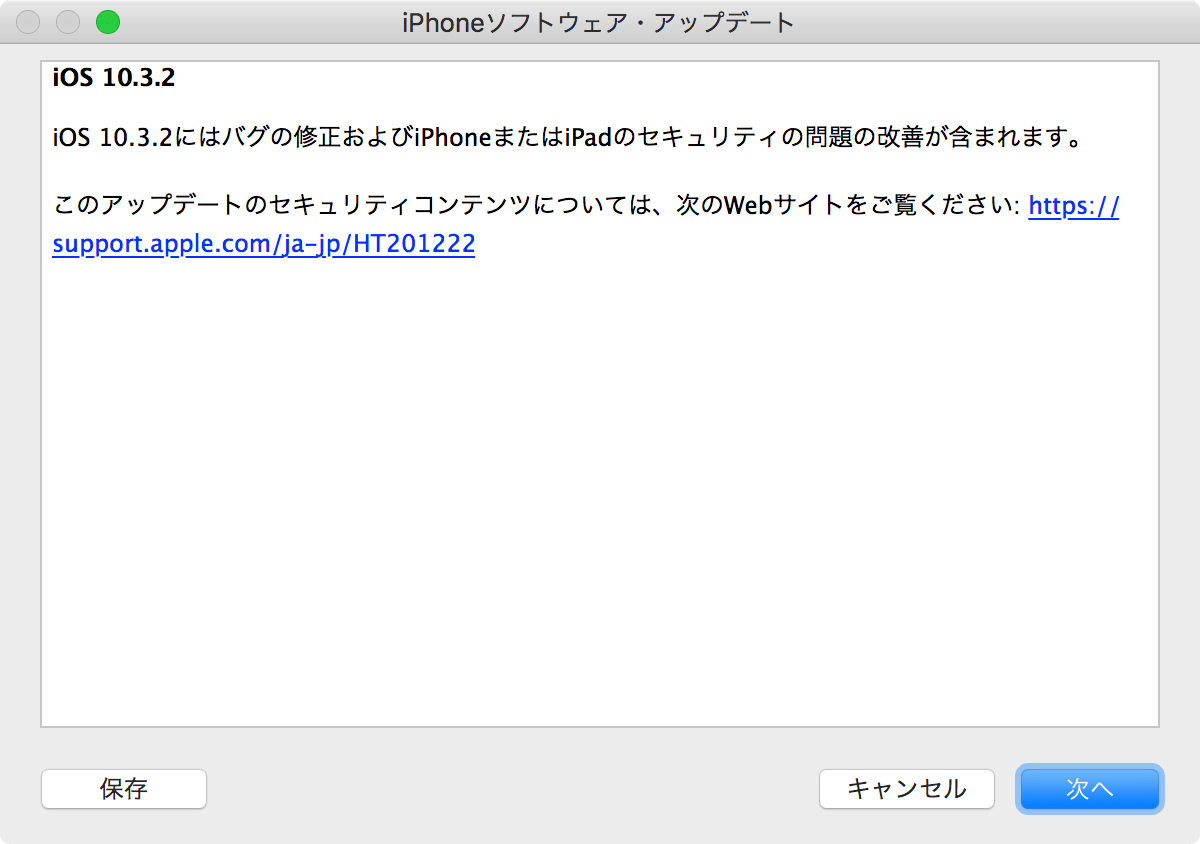 iPhoneソフトウェア・アップデート
iOS 10.3.2
iOS 10.3.2にはバグの修正およびiPhoneまたはiPadのセキュリティの問題の改善が含まれます。
このアップデートのセキュリティコンテンツについては、次のWebサイトをご覧ください: https://
support.apple.com/ja-jp/HT201222
保存
キャンセル
次へ